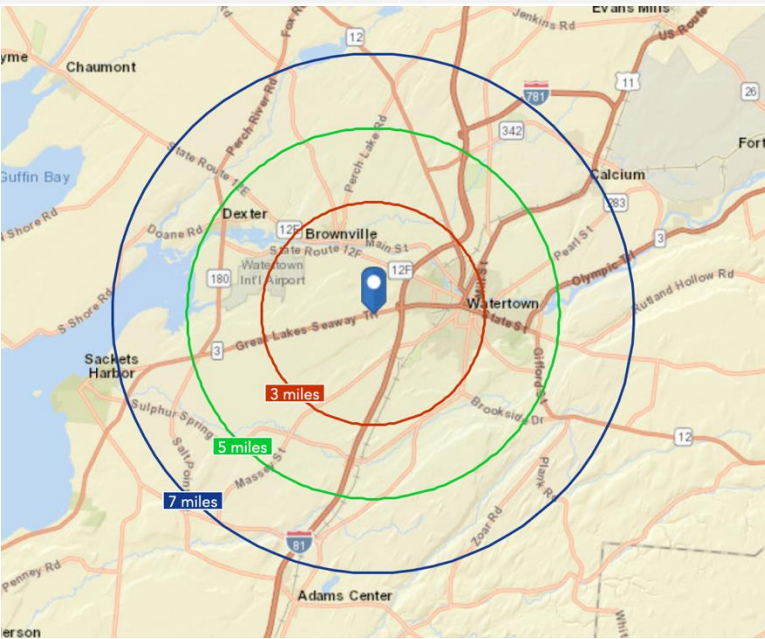 Evans Mills
Jenkins Rd
US Route
Fox R
Rd
12
yme
Chaumont
781
11
26
Perch River Rd
Perch Lake Rd
342
Fort
State Route 12E
Calcium
Guffin Bay
283
Dexter
12F
Brownville
Pearl St
3
Shore Rd
Doane Rd
Main St
State Route 12F
Olympic Trl
Watertown
Int'l Airport
12F
180
Rutland Hollow Rd
Watertown
State St
S Shore Rd
Great Lakes Seaway Trl
3
Sackets
Harbor
Gifford St
3 miles
Sulphur Spring
Brookside Dr
12
5 miles
Salt Point
Massey St
Plank Rd
7 miles
Zoar Rd
81
Penney Rd
Adams Center
Whit
erson